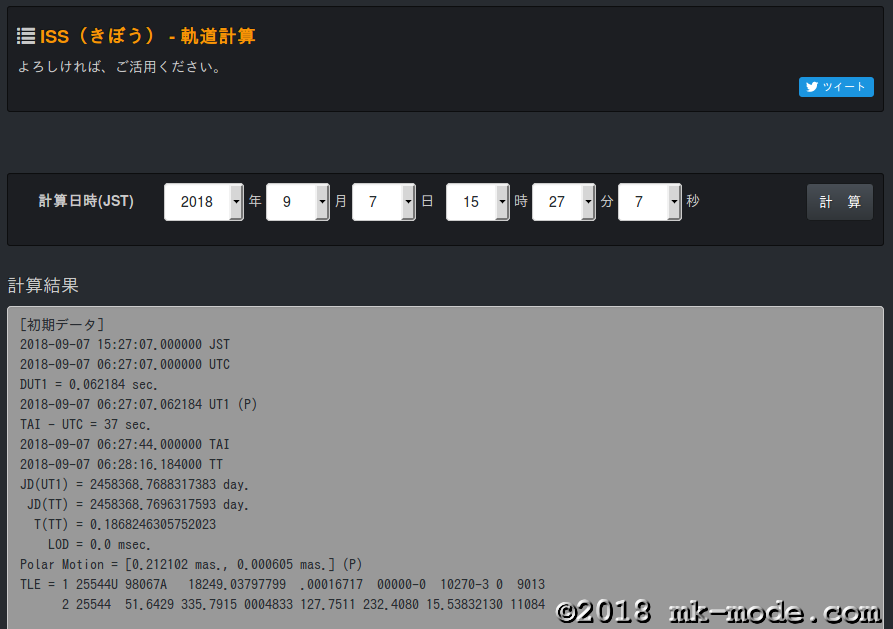 ISS（きぼう） - 軌道計算
よろしければ、ご活用ください。
ツイート
計算日時(JST) 2018 年 9 月 7 日 15 時 27 分 7 秒 計 算
計算結果
[初期データ]
2018-09-07 15:27:07.000000 JST
2018-09-07 06:27:07.000000 UTC
DUT1 = 0.062184 sec.
2018-09-07 06:27:07.062184 UT1 (P)
TAI - UTC = 37 sec.
2018-09-07 06:27:44.000000 TAI
2018-09-07 06:28:16.184000 TT
JD(UT1) = 2458368.7688317383 day.
JD(TT) = 2458368.7696317593 day.
T(TT) = 0.1868246305752023
LOD = 0.0 msec.
Polar Motion = [0.212102 mas., 0.000605 mas.] (P)
TLE = 1 25544U 98067A   18249.03797799  .00016717  00000-0  10270-3 0  9013
2 25544  51.6429 335.7915 0004833 127.7511 232.4080 15.53832130 11084
©2018 mk-mode.com